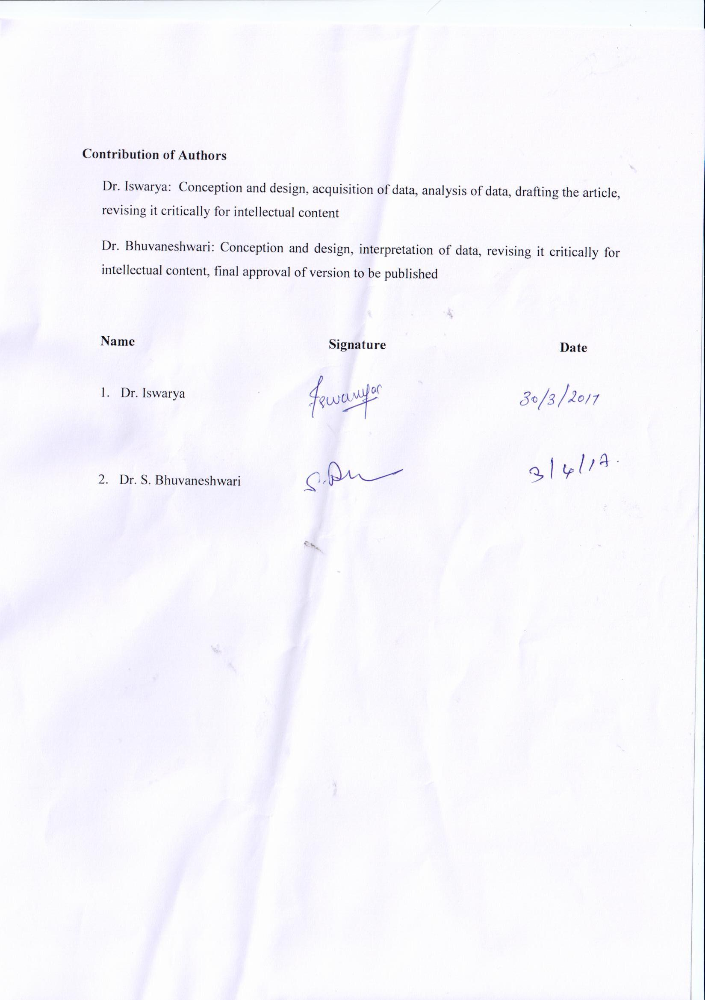 Contribution of Authors
Dr. Iswarya: Conception and design, acquisition of data, analysis of data, drafting the article,
revising it critically for intellectual content
Dr. Bhuvaneshwari: Conception and design, interpretation of data, revising it critically for
intellectual content, final approval of version to be published
Name Signature Date
1. Dr. Iswarya Iswarya 30/3/2017
2. Dr. S. Bhuvaneshwari 3/4/17.